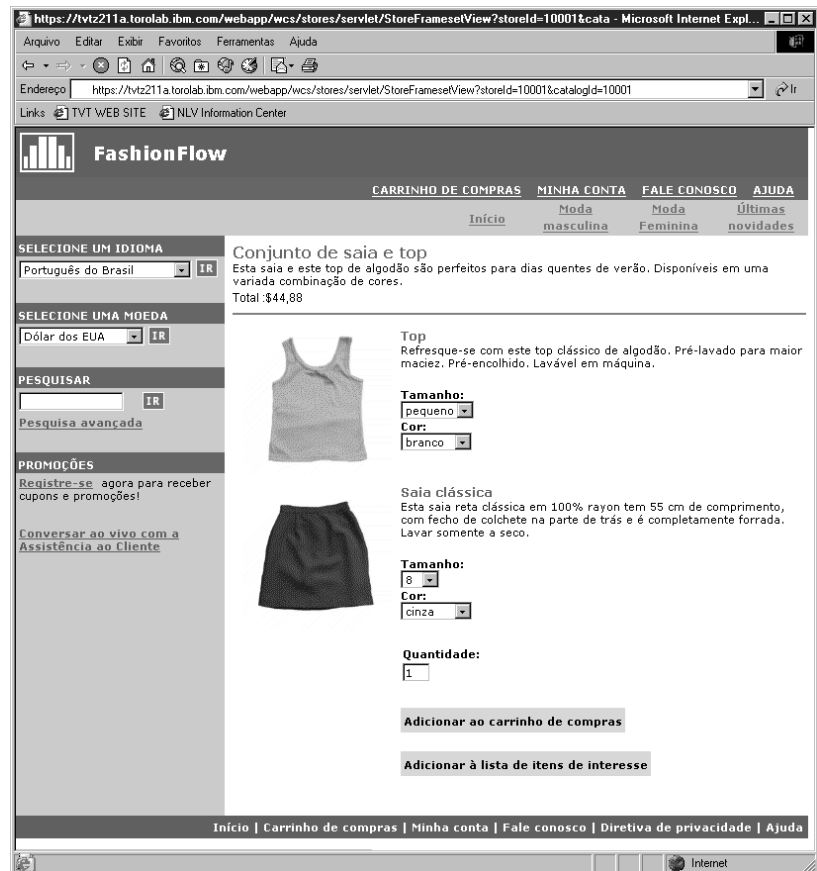 https://tvtz211a.torolab.ibm.com/webapp/wcs/stores/servlet/StoreFramesetView?storeId=10001&cata - Microsoft Internet Expl...
Arquivo Editar Exibir Favoritos Ferramentas Ajuda
Endereço https://tvtz211a.torolab.ibm.com/webapp/wcs/stores/servlet/StoreFramesetView?storeId=10001&catalogId=10001 Ir
Links TVT WEB SITE NLV Information Center
FashionFlow
CARRINHO DE COMPRAS MINHA CONTA FALE CONOSCO AJUDA
Início Moda masculina Moda Feminina Últimas novidades
SELECIONE UM IDIOMA
Português do Brasil IR
SELECIONE UMA MOEDA
Dólar dos EUA IR
PESQUISAR
IR
Pesquisa avançada
PROMOÇÕES
Registre-se agora para receber
cupons e promoções!
Conversar ao vivo com a
Assistência ao Cliente
Conjunto de saia e top
Esta saia e este top de algodão são perfeitos para dias quentes de verão. Disponíveis em uma
variada combinação de cores.
Total :$44,88
Top
Refresque-se com este top clássico de algodão. Pré-lavado para maior
maciez. Pré-encolhido. Lavável em máquina.
Tamanho:
pequeno
Cor:
branco
Saia clássica
Esta saia reta clássica em 100% rayon tem 55 cm de comprimento,
com fecho de colchete na parte de trás e é completamente forrada.
Lavar somente a seco.
Tamanho:
8
Cor:
cinza
Quantidade:
1
Adicionar ao carrinho de compras
Adicionar à lista de itens de interesse
Início | Carrinho de compras | Minha conta | Fale conosco | Diretiva de privacidade | Ajuda
Internet